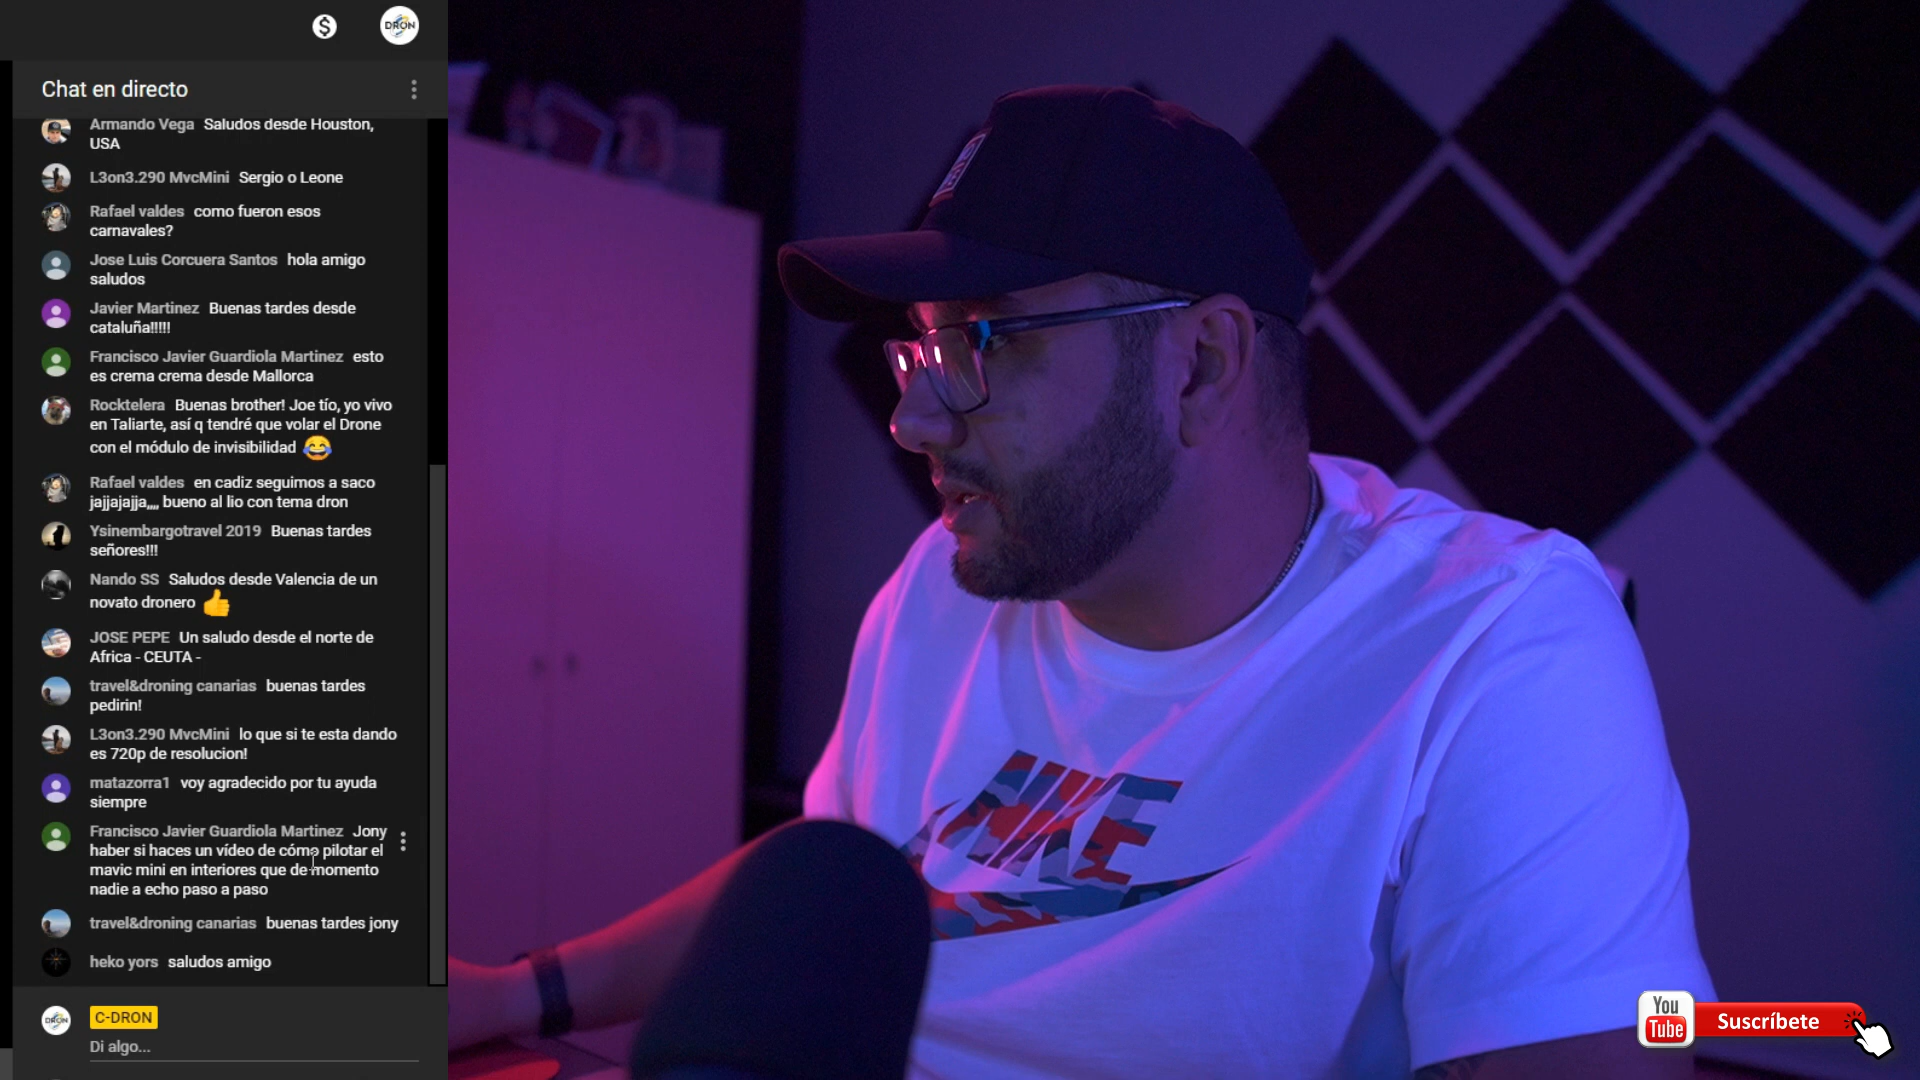 DRON
Chat en directo
Armando Vega Saludos desde Houston,
USA
L3on3.290 MvcMini Sergio o Leone
Rafael valdes como fueron esos
carnavales?
Jose Luis Corcuera Santos hola amigo
saludos
Javier Martinez Buenas tardes desde
cataluña!!!!!
Francisco Javier Guardiola Martinez esto
es crema crema desde Mallorca
Rocktelera Buenas brother! Joe tío, yo vivo
en Taliarte, así q tendré que volar el Drone
con el módulo de invisibilidad 😂
Rafael valdes en cadiz seguimos a saco
jajjajajja,,,, bueno al lio con tema dron
Ysinembargotravel 2019 Buenas tardes
señores!!!
Nando SS Saludos desde Valencia de un
novato dronero 👍
JOSE PEPE Un saludo desde el norte de
Africa - CEUTA -
travel&droning canarias buenas tardes
pedirin!
L3on3.290 MvcMini lo que si te esta dando
es 720p de resolucion!
matazorra1 voy agradecido por tu ayuda
siempre
Francisco Javier Guardiola Martinez Jony
haber si haces un vídeo de cómo pilotar el
mavic mini en interiores que de momento
nadie a echo paso a paso
travel&droning canarias buenas tardes jony
heko yors saludos amigo
DRON
C-DRON
Di algo...
NIKE
You
Tube
Suscríbete